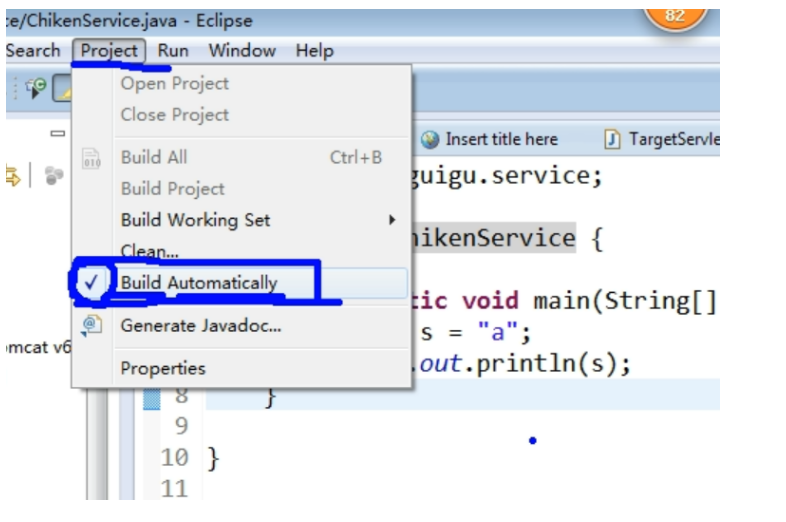 ce/ChikenService.java - Eclipse
82
Search Project Run Window Help
Open Project
Close Project
Build All Ctrl+B
Build Project
Build Working Set
Clean...
Build Automatically
Generate Javadoc...
Properties
Insert title here
TargetServle
guigu.service;
hikenService {
tic void main(String[]
s = "a";
.out.println(s);
omcat v6
8 }
9
10 }
11